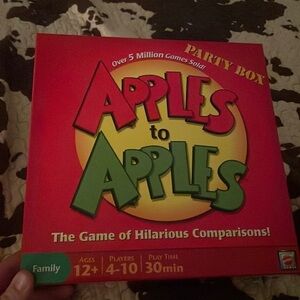 PARTY BOX
Over 5 Million Games Sold!
APPLES
to
APPLES
The Game of Hilarious Comparisons!
Family
AGES 12+
PLAYERS 4-10
PLAY TIME 30min